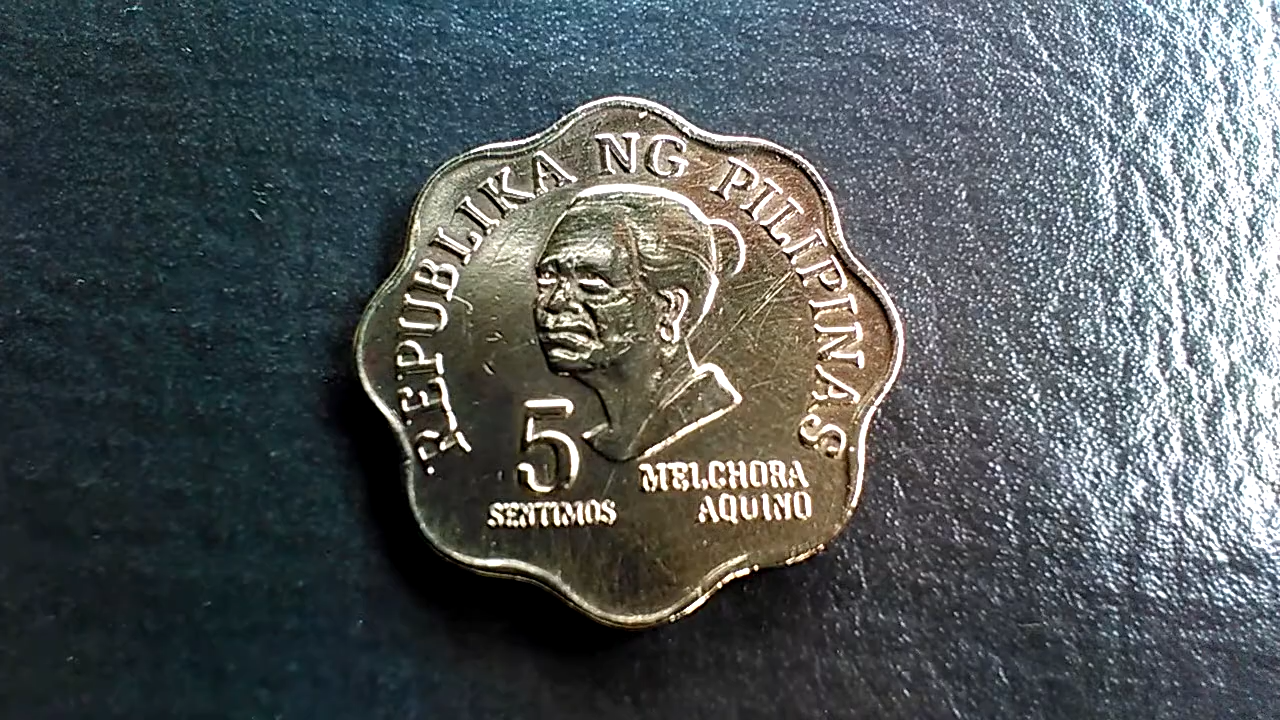 REPUBLIKA NG PILIPINAS
5
SENTIMOS
MELCHORA
AQUINO